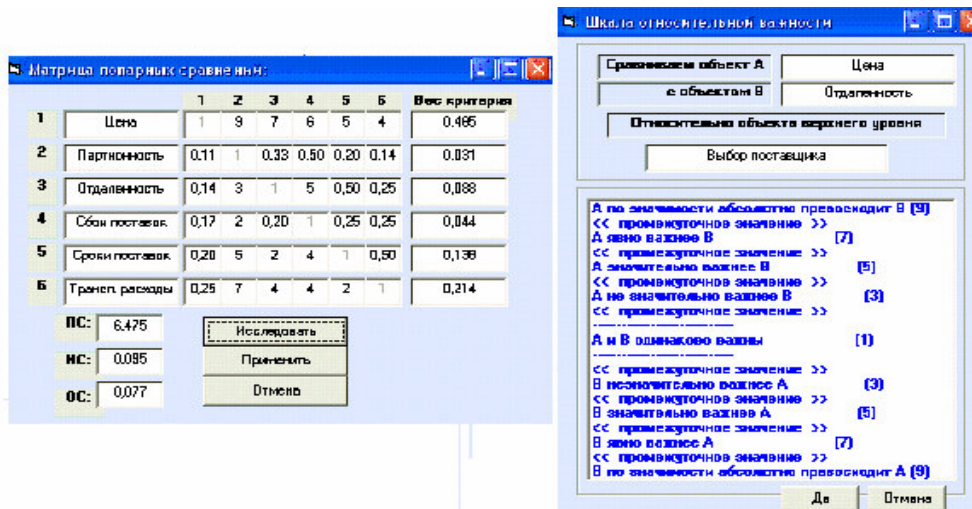 Матрица попарных сравнений:
1 2 3 4 5 6 Вес критерия
1 Цена 1 9 7 6 5 4 0.465
2 Партионность 0.11 1 0.33 0.50 0.20 0.14 0.031
3 Отдаленность 0,14 3 1 5 0,50 0,25 0,088
4 Сбои поставок 0,17 2 0,20 1 0,25 0,25 0,044
5 Сроки поставок 0,20 5 2 4 1 0,50 0,138
6 Трансп. расходы 0,25 7 4 4 2 1 0,214
ПС: 6.475
ИС: 0.095
ОС: 0,077
Исследовать
Применить
Отмена
Шкала относительной важности
Сравниваем объект А Цена
с объектом В Отдаленность
Относительно объекта верхнего уровня
Выбор поставщика
А по значимости абсолютно превосходит В (9)
<< промежуточное значение >>
А явно важнее В (7)
<< промежуточное значение >>
А значительно важнее В (5)
<< промежуточное значение >>
А не значительно важнее В (3)
<< промежуточное значение >>
А и В одинаково важны (1)
<< промежуточное значение >>
В незначительно важнее А (3)
<< промежуточное значение >>
В значительно важнее А (5)
<< промежуточное значение >>
В явно важнее А (7)
<< промежуточное значение >>
В по значимости абсолютно превосходит А (9)
Да Отмена